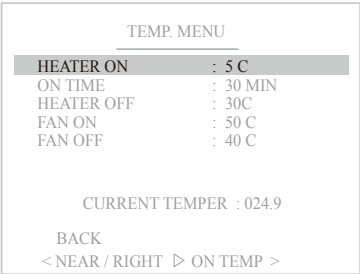 TEMP. MENU
HEATER ON : 5 C
ON TIME : 30 MIN
HEATER OFF : 30C
FAN ON : 50 C
FAN OFF : 40 C
CURRENT TEMPER : 024.9
BACK
< NEAR / RIGHT ▷ ON TEMP >